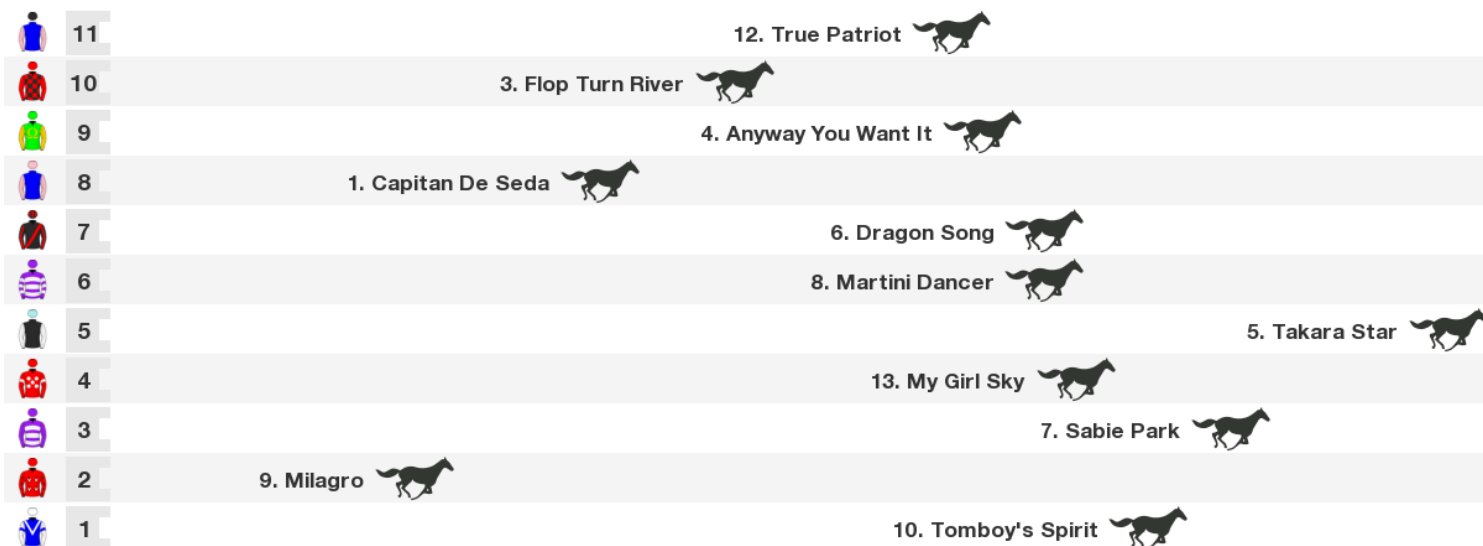 11 12. True Patriot
10 3. Flop Turn River
9 4. Anyway You Want It
8 1. Capitan De Seda
7 6. Dragon Song
6 8. Martini Dancer
5 5. Takara Star
4 13. My Girl Sky
3 7. Sabie Park
2 9. Milagro
1 10. Tomboy's Spirit